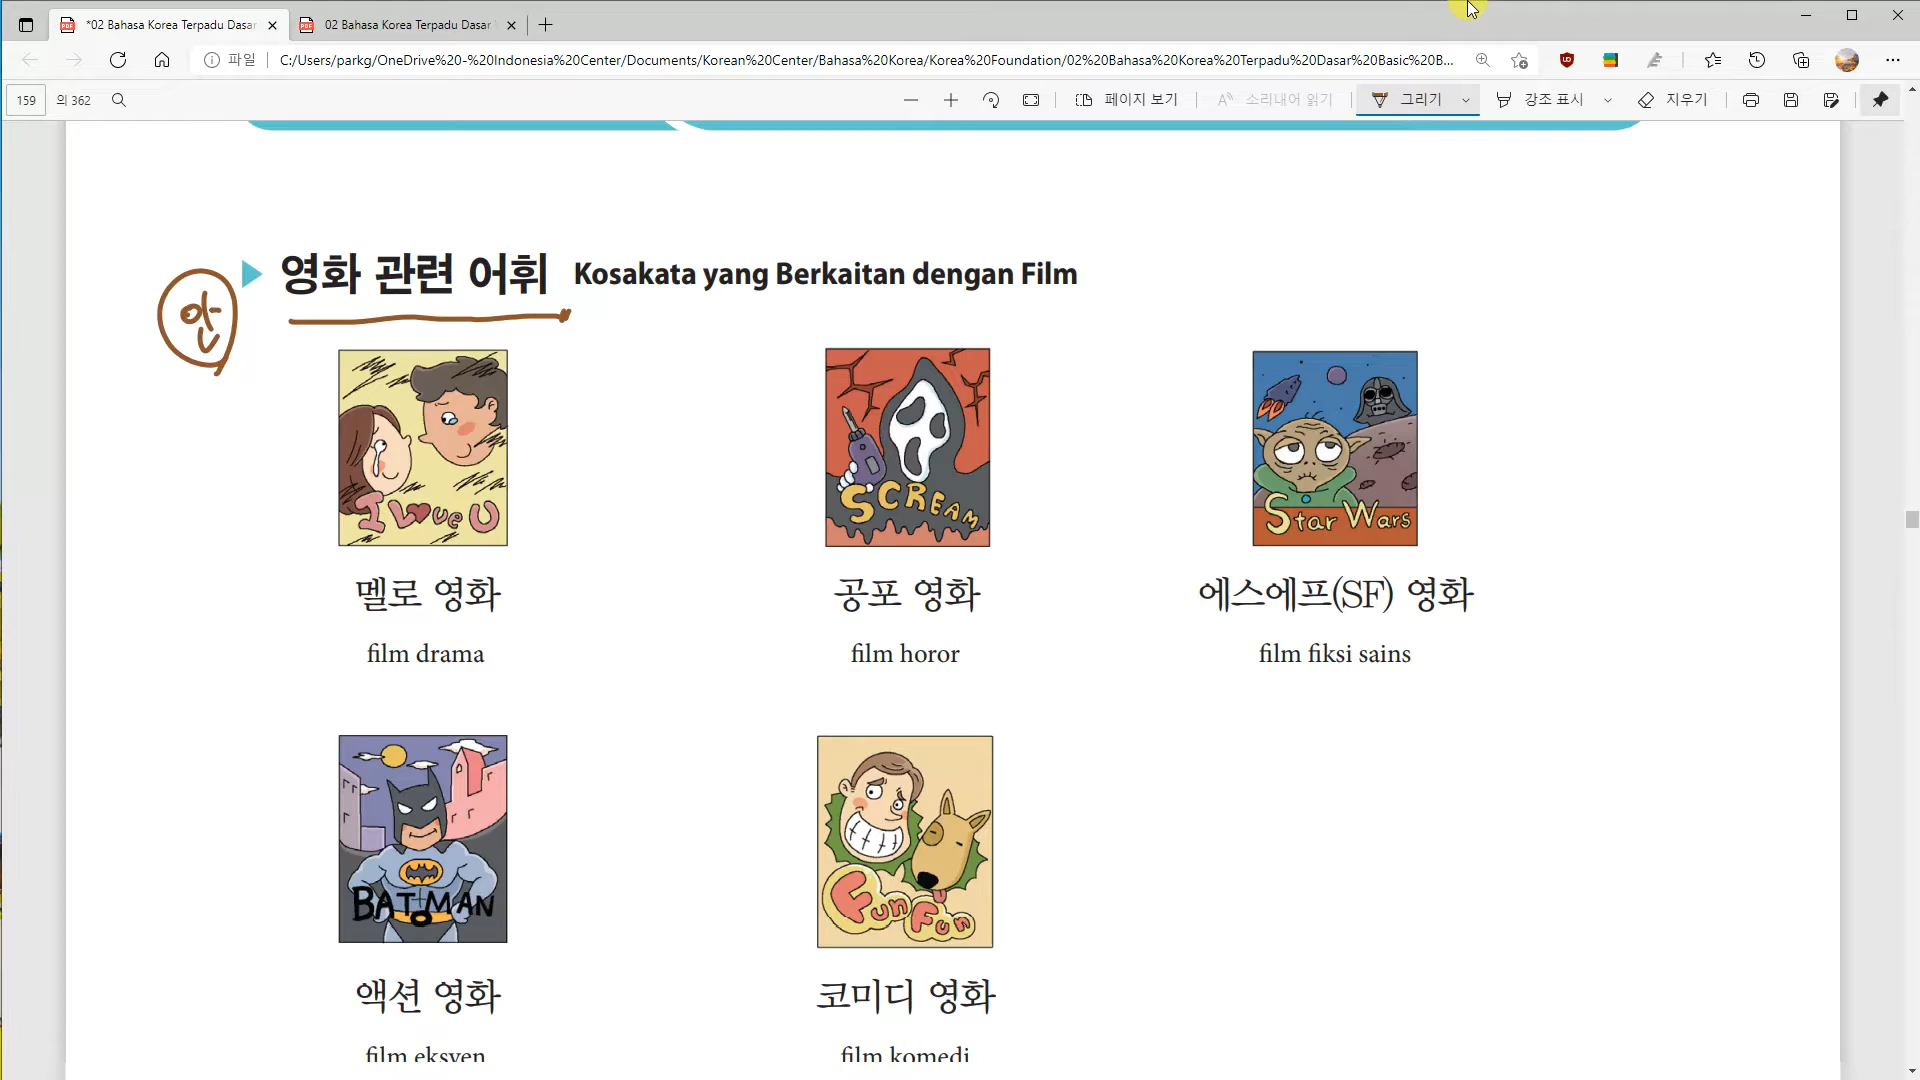 *02 Bahasa Korea Terpadu Dasar
02 Bahasa Korea Terpadu Dasar
파일
C:/Users/parkg/OneDrive%20-%20Indonesia%20Center/Documents/Korean%20Center/Bahasa%20Korea/Korea%20Foundation/02%20Bahasa%20Korea%20Terpadu%20Dasar%20Basic%20B...
159 의 362
페이지 보기
소리내어 읽기
그리기
강조 표시
지우기
영화 관련 어휘 Kosakata yang Berkaitan dengan Film
안
I Love U
SCREAM
Star Wars
멜로 영화
공포 영화
에스에프(SF) 영화
film drama
film horor
film fiksi sains
BATMAN
Fun Fun
액션 영화
코미디 영화
film eksyen
film komedi